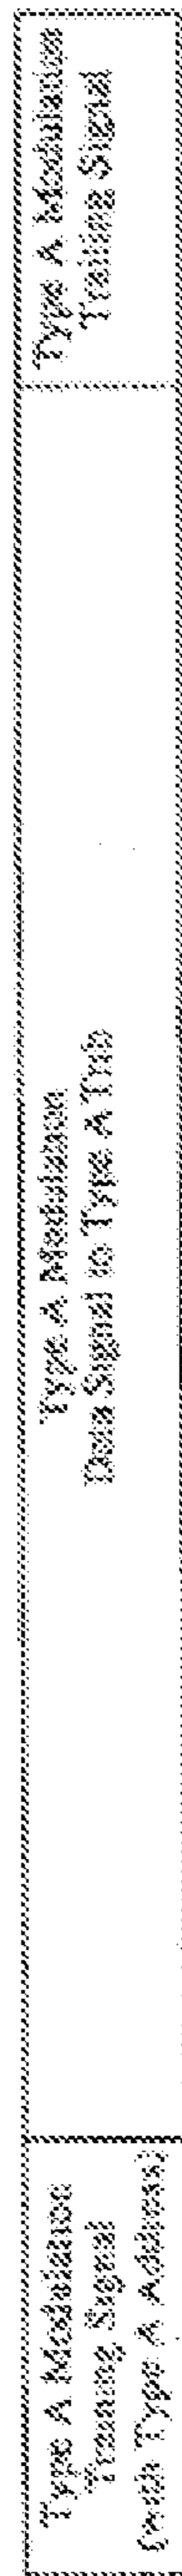 Type A Modulation
Training Signal
(with Type A Address)
Type A Modulation
Data Signal to Type A Trib
Type A Modulation
Training Signal